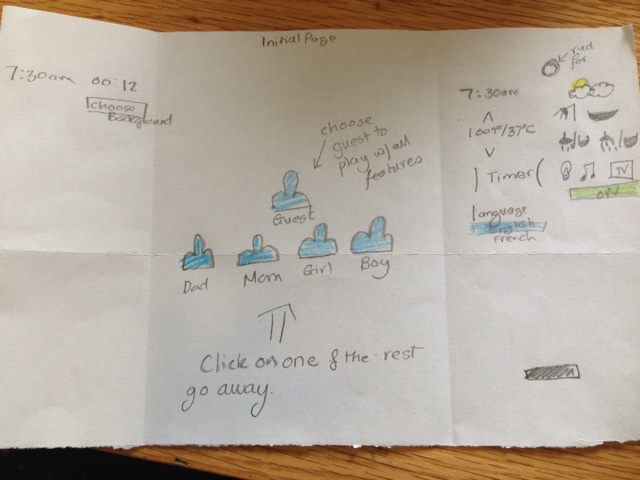 Initial Page
7:30am 00:12
choose
Background
choose
guest to
play w/all
features
Guest
Dad Mom Girl Boy
Click on one & the rest
go away.
for
7:30am
100°F/37°C
Timer
TV
ON
language
English
French